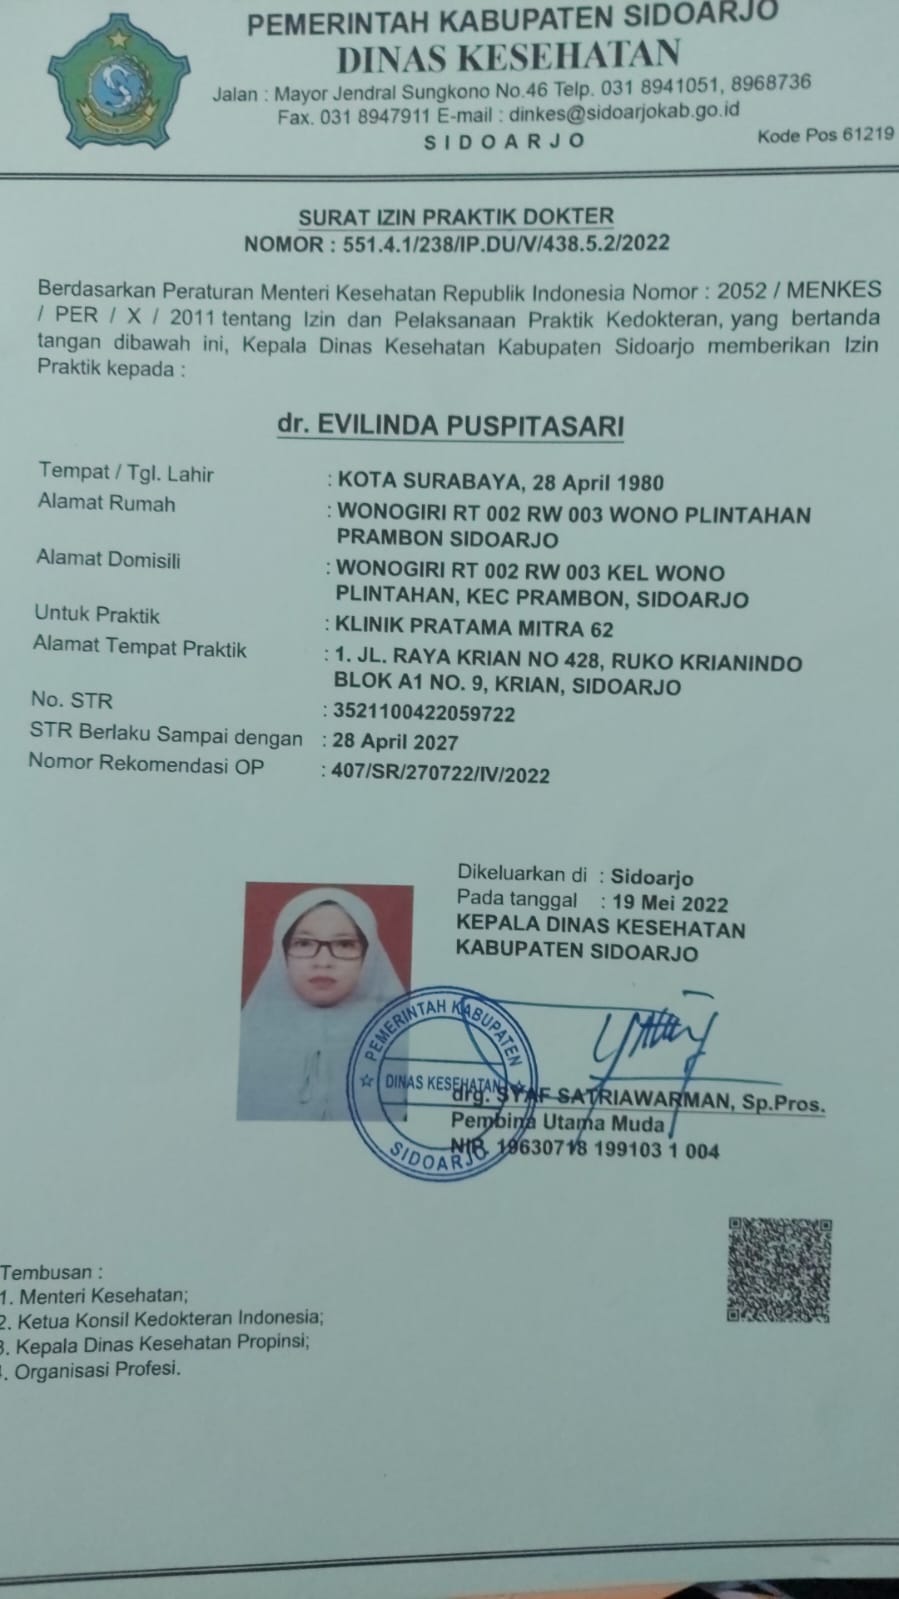 PEMERINTAH KABUPATEN SIDOARJO
DINAS KESEHATAN
Jalan : Mayor Jendral Sungkono No.46 Telp. 031 8941051, 8968736
Fax. 031 8947911 E-mail : dinkes@sidoarjokab.go.id
SIDOARJO
Kode Pos 61219
SURAT IZIN PRAKTIK DOKTER
NOMOR : 551.4.1/238/IP.DU/V/438.5.2/2022
Berdasarkan Peraturan Menteri Kesehatan Republik Indonesia Nomor : 2052 / MENKES
/ PER / X / 2011 tentang Izin dan Pelaksanaan Praktik Kedokteran, yang bertanda
tangan dibawah ini, Kepala Dinas Kesehatan Kabupaten Sidoarjo memberikan Izin
Praktik kepada :
dr. EVILINDA PUSPITASARI
Tempat / Tgl. Lahir : KOTA SURABAYA, 28 April 1980
Alamat Rumah : WONOGIRI RT 002 RW 003 WONO PLINTAHAN
PRAMBON SIDOARJO
Alamat Domisili : WONOGIRI RT 002 RW 003 KEL WONO
PLINTAHAN, KEC PRAMBON, SIDOARJO
Untuk Praktik : KLINIK PRATAMA MITRA 62
Alamat Tempat Praktik : 1. JL. RAYA KRIAN NO 428, RUKO KRIANINDO
BLOK A1 NO. 9, KRIAN, SIDOARJO
No. STR : 3521100422059722
STR Berlaku Sampai dengan : 28 April 2027
Nomor Rekomendasi OP : 407/SR/270722/IV/2022
Dikeluarkan di : Sidoarjo
Pada tanggal : 19 Mei 2022
KEPALA DINAS KESEHATAN
KABUPATEN SIDOARJO
PEMERINTAH KABUPATEN
DINAS KESEHATAN
SIDOARJO
drg. SYAF SATRIAWARMAN, Sp.Pros.
Pembina Utama Muda
NIP. 19630718 199103 1 004
Tembusan :
1. Menteri Kesehatan;
2. Ketua Konsil Kedokteran Indonesia;
3. Kepala Dinas Kesehatan Propinsi;
. Organisasi Profesi.